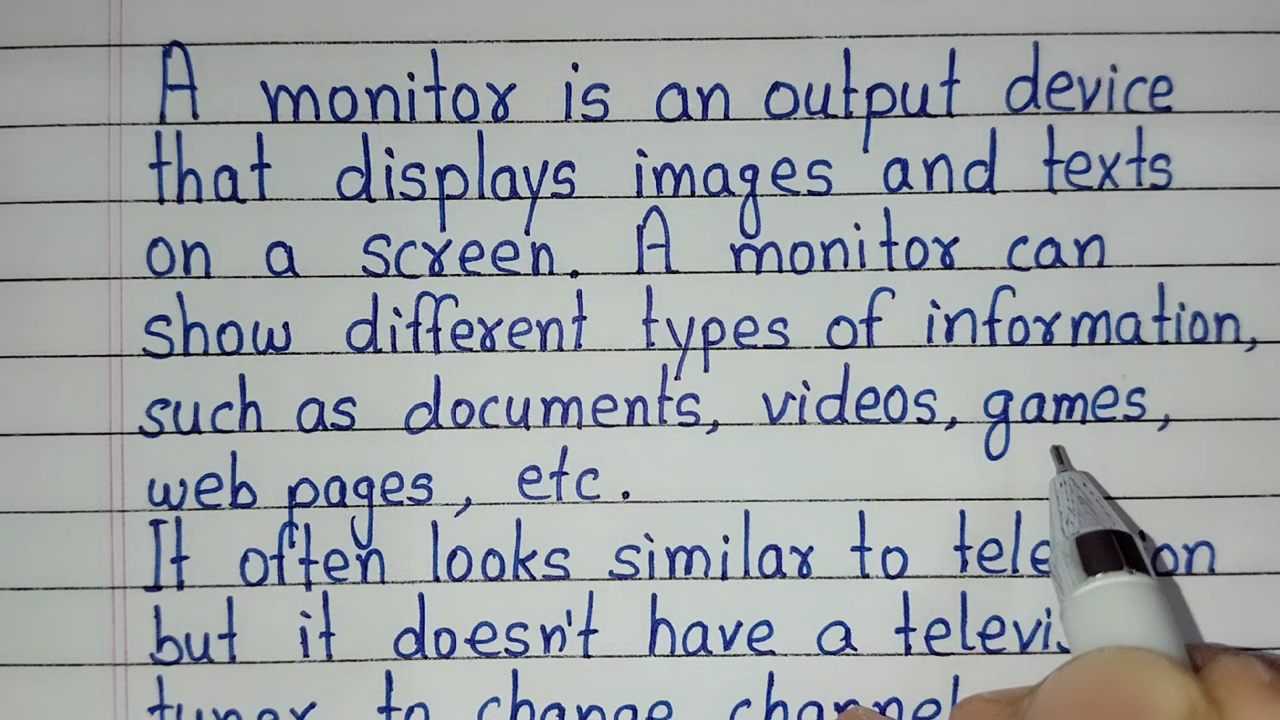 A monitor is an output device
that displays images and texts
on a screen. A monitor can
show different types of information,
such as documents, videos, games,
web pages, etc.
It often looks similar to
but it doesn't have a
tuner to change